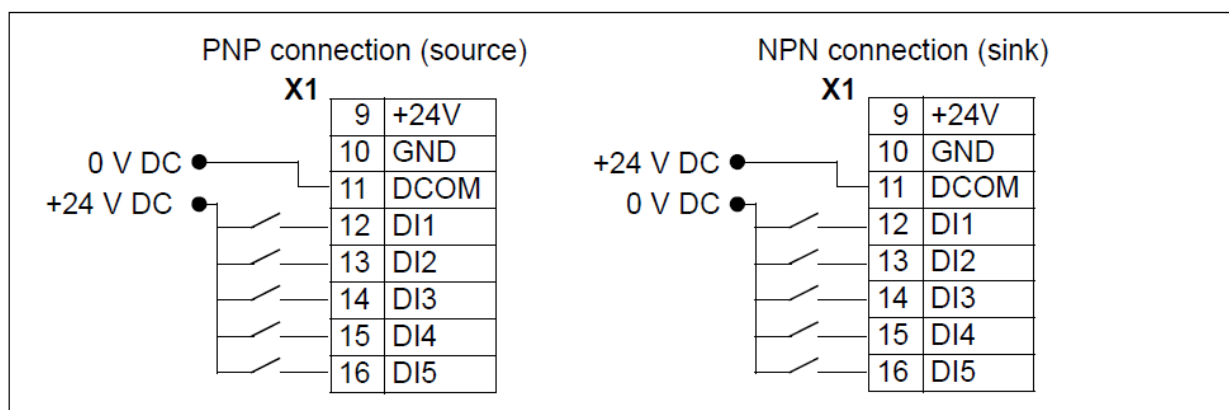 PNP connection (source)
X1
9 +24V
10 GND
11 DCOM
12 DI1
13 DI2
14 DI3
15 DI4
16 DI5
0 V DC
+24 V DC
NPN connection (sink)
X1
9 +24V
10 GND
11 DCOM
12 DI1
13 DI2
14 DI3
15 DI4
16 DI5
+24 V DC
0 V DC